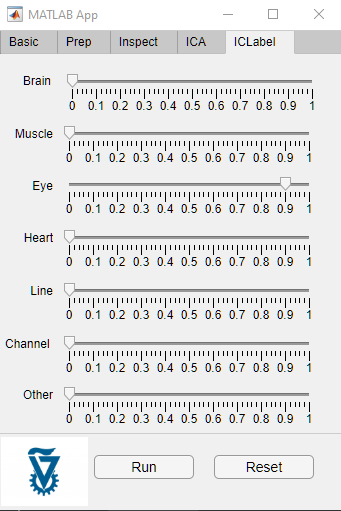 MATLAB App
Basic Prep Inspect ICA ICLabel
Brain
0 0.1 0.2 0.3 0.4 0.5 0.6 0.7 0.8 0.9 1
Muscle
0 0.1 0.2 0.3 0.4 0.5 0.6 0.7 0.8 0.9 1
Eye
0 0.1 0.2 0.3 0.4 0.5 0.6 0.7 0.8 0.9 1
Heart
0 0.1 0.2 0.3 0.4 0.5 0.6 0.7 0.8 0.9 1
Line
0 0.1 0.2 0.3 0.4 0.5 0.6 0.7 0.8 0.9 1
Channel
0 0.1 0.2 0.3 0.4 0.5 0.6 0.7 0.8 0.9 1
Other
0 0.1 0.2 0.3 0.4 0.5 0.6 0.7 0.8 0.9 1
Run Reset